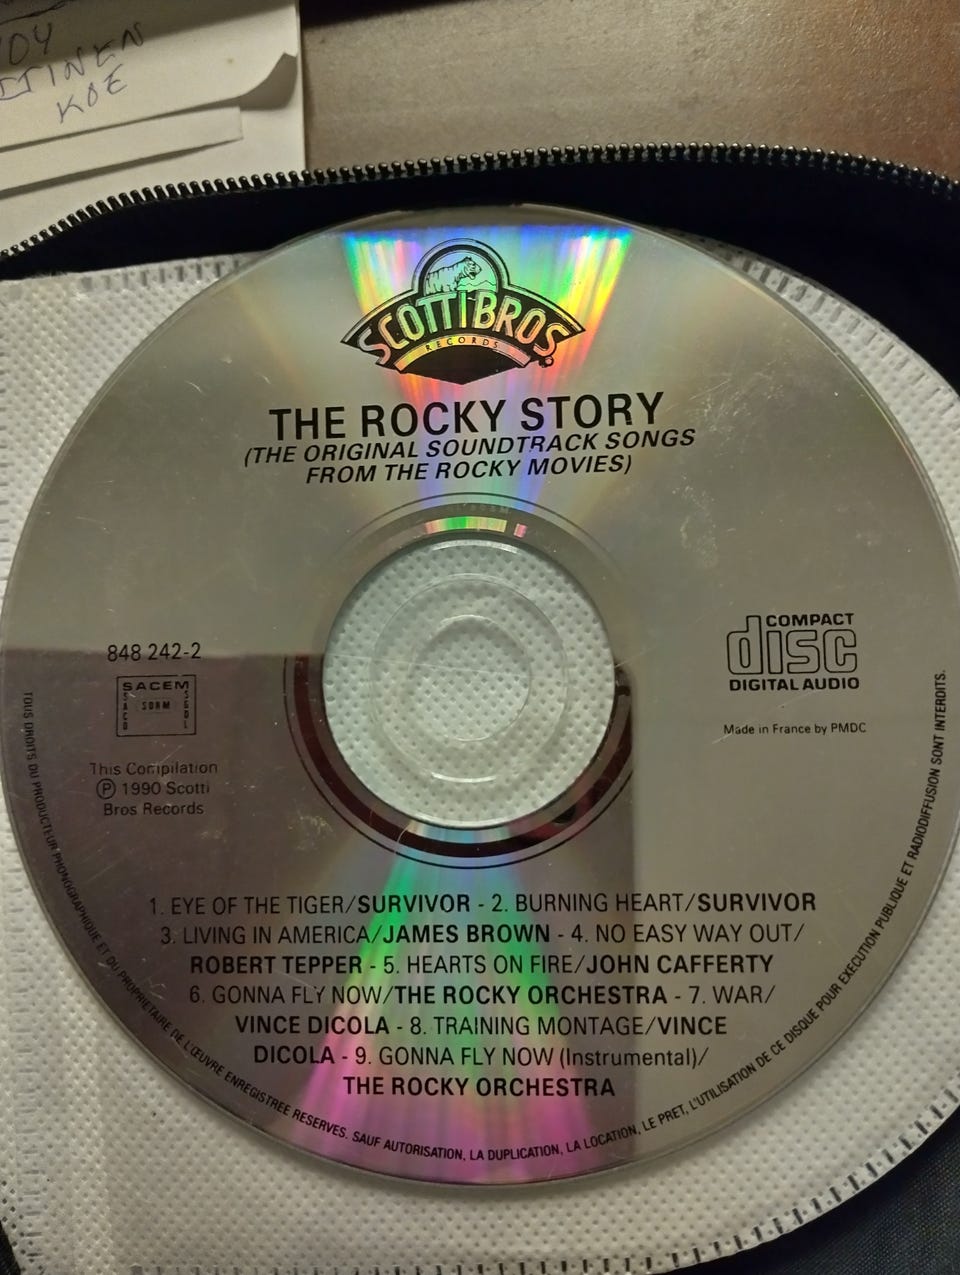 KOE
SCOTTI BROS
RECORDS
THE ROCKY STORY
(THE ORIGINAL SOUNDTRACK SONGS
FROM THE ROCKY MOVIES)
848 242-2
SACEM
SACD
SDRM
SGDL
This Compilation
Ⓟ 1990 Scotti
Bros Records
COMPACT
disc
DIGITAL AUDIO
Made in France by PMDC
1. EYE OF THE TIGER/SURVIVOR - 2. BURNING HEART/SURVIVOR
3. LIVING IN AMERICA/JAMES BROWN - 4. NO EASY WAY OUT/
ROBERT TEPPER - 5. HEARTS ON FIRE/JOHN CAFFERTY
6. GONNA FLY NOW/THE ROCKY ORCHESTRA - 7. WAR/
VINCE DICOLA - 8. TRAINING MONTAGE/VINCE
DICOLA - 9. GONNA FLY NOW (Instrumental)/
THE ROCKY ORCHESTRA
TOUS DROITS DU PRODUCTEUR PHONOGRAPHIQUE ET DU PROPRIETAIRE DE L'ŒUVRE ENREGISTREE RESERVES. SAUF AUTORISATION, LA DUPLICATION, LA LOCATION, LE PRET, L'UTILISATION DE CE DISQUE POUR EXECUTION PUBLIQUE ET RADIODIFFUSION SONT INTERDITS.